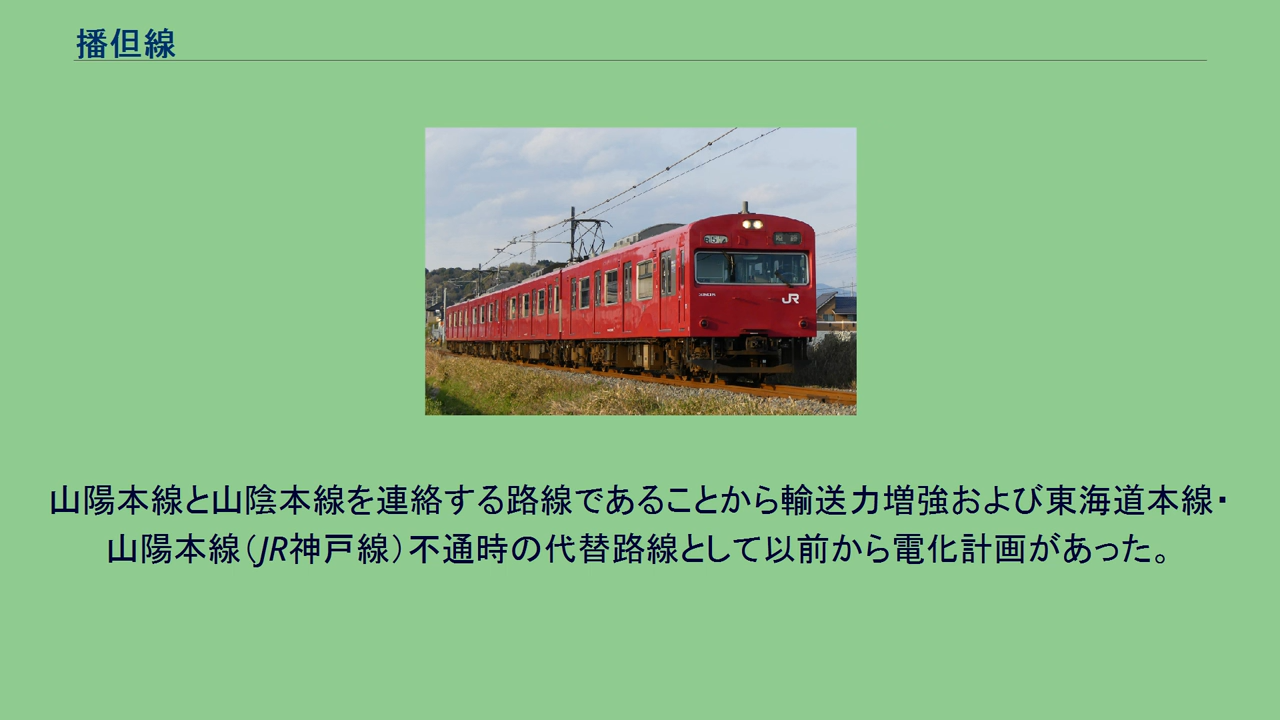 播但線
JR
山陽本線と山陰本線を連絡する路線であることから輸送力増強および東海道本線・
山陽本線（JR神戸線）不通時の代替路線として以前から電化計画があった。